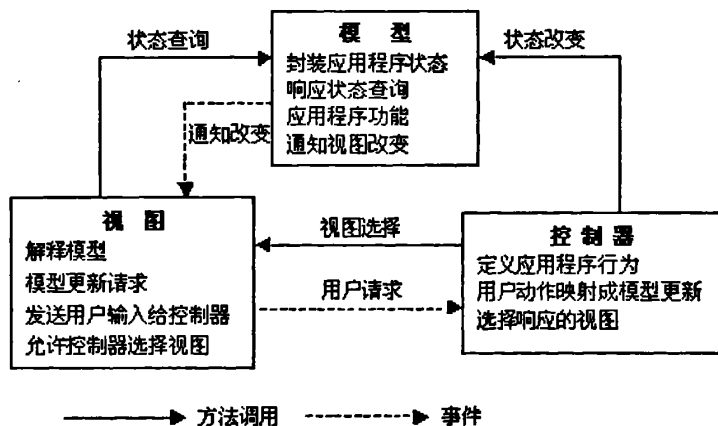 状态查询
模 型
封装应用程序状态
响应状态查询
应用程序功能
通知视图改变
状态改变
通知改变
视 图
解释模型
模型更新请求
发送用户输入给控制器
允许控制器选择视图
视图选择
用户请求
控 制 器
定义应用程序行为
用户动作映射成模型更新
选择响应的视图
方法调用
事件